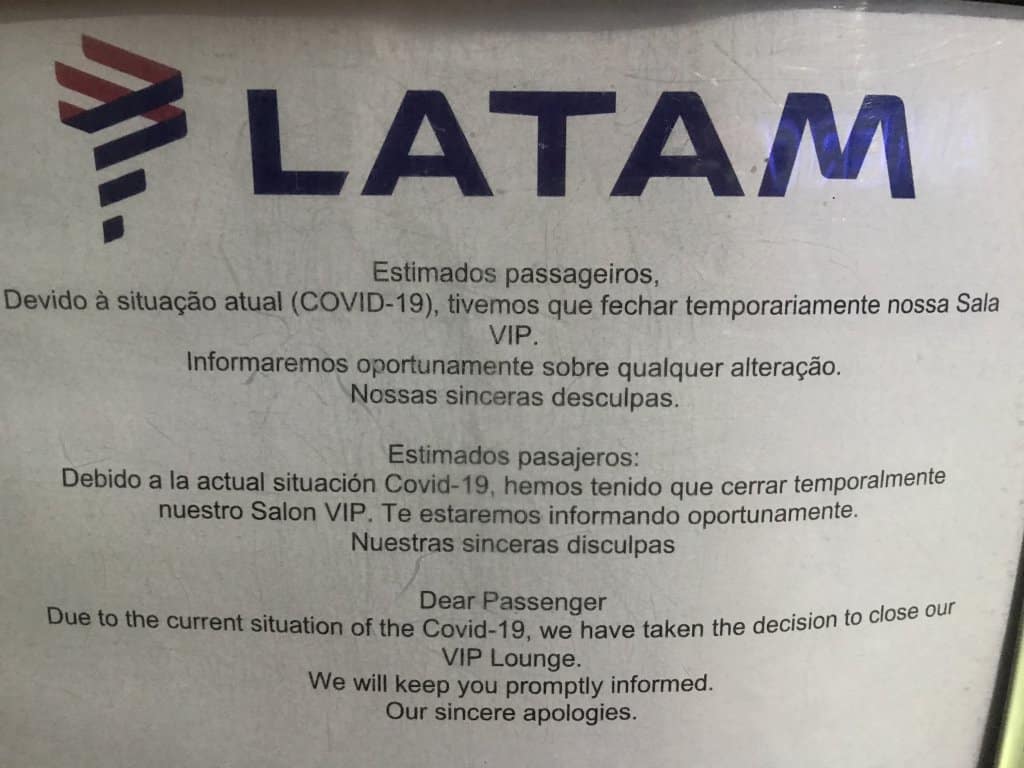 LATAM
Estimados passageiros,
Devido à situação atual (COVID-19), tivemos que fechar temporariamente nossa Sala
VIP.
Informaremos oportunamente sobre qualquer alteração.
Nossas sinceras desculpas.
Estimados pasajeros:
Debido a la actual situación Covid-19, hemos tenido que cerrar temporalmente
nuestro Salon VIP. Te estaremos informando oportunamente.
Nuestras sinceras disculpas
Dear Passenger
Due to the current situation of the Covid-19, we have taken the decision to close our
VIP Lounge.
We will keep you promptly informed.
Our sincere apologies.